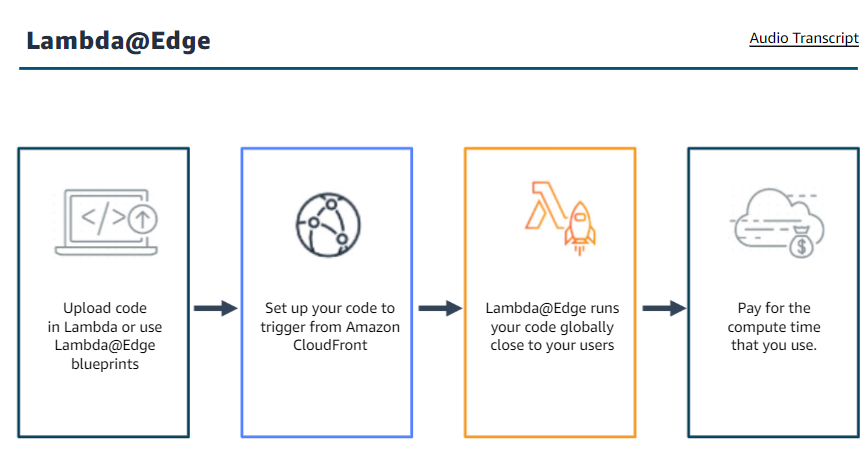 Lambda@Edge
Audio Transcript
</>
Upload code
in Lambda or use
Lambda@Edge
blueprints
Set up your code to
trigger from Amazon
CloudFront
Lambda@Edge runs
your code globally
close to your users
$
Pay for the
compute time
that you use.